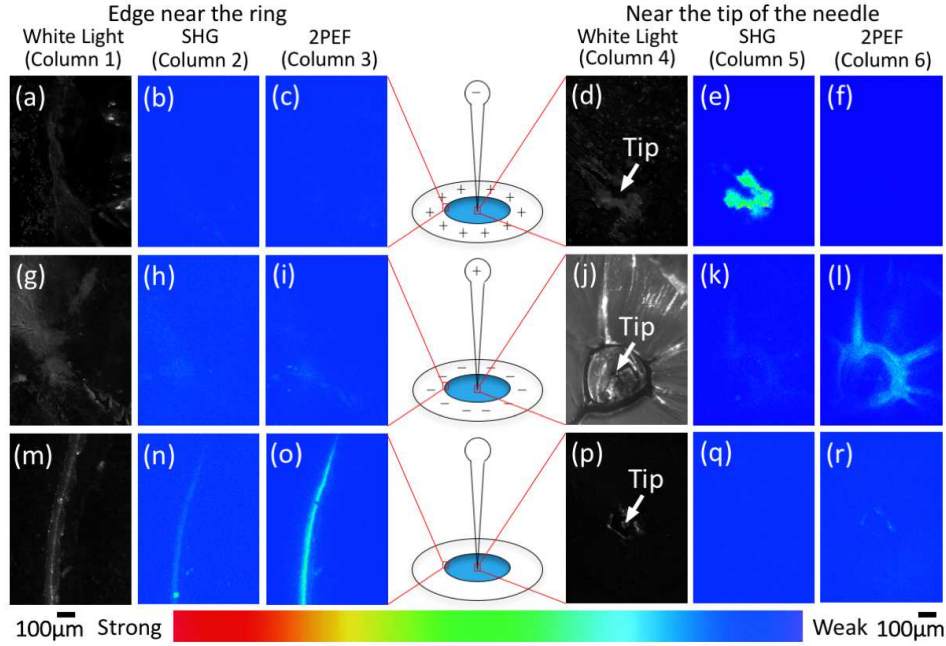 Edge near the ring
Near the tip of the needle
White Light
(Column 1)
SHG
(Column 2)
2PEF
(Column 3)
White Light
(Column 4)
SHG
(Column 5)
2PEF
(Column 6)
(a)
(b)
(c)
−
+ + + + + + + + + +
(d)
Tip
(e)
(f)
(g)
(h)
(i)
+
− − − − − − − − − −
(j)
Tip
(k)
(l)
(m)
(n)
(o)
(p)
Tip
(q)
(r)
100μm
Strong
Weak
100μm